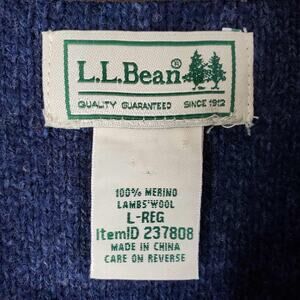 L.L.Bean®
QUALITY GUARANTEED SINCE 1912
100% MERINO
LAMBS'WOOL
L-REG
ItemID 237808
MADE IN CHINA
CARE ON REVERSE